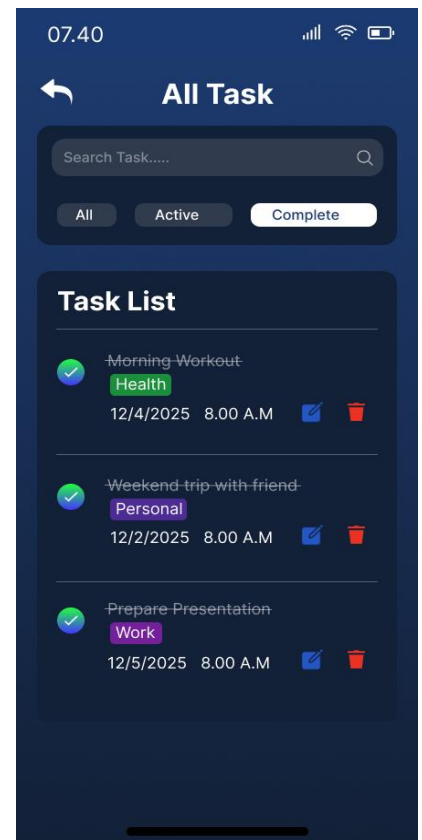 07.40
All Task
Search Task.....
All Active Complete
Task List
Morning Workout
Health
12/4/2025 8.00 A.M
Weekend trip with friend
Personal
12/2/2025 8.00 A.M
Prepare Presentation
Work
12/5/2025 8.00 A.M